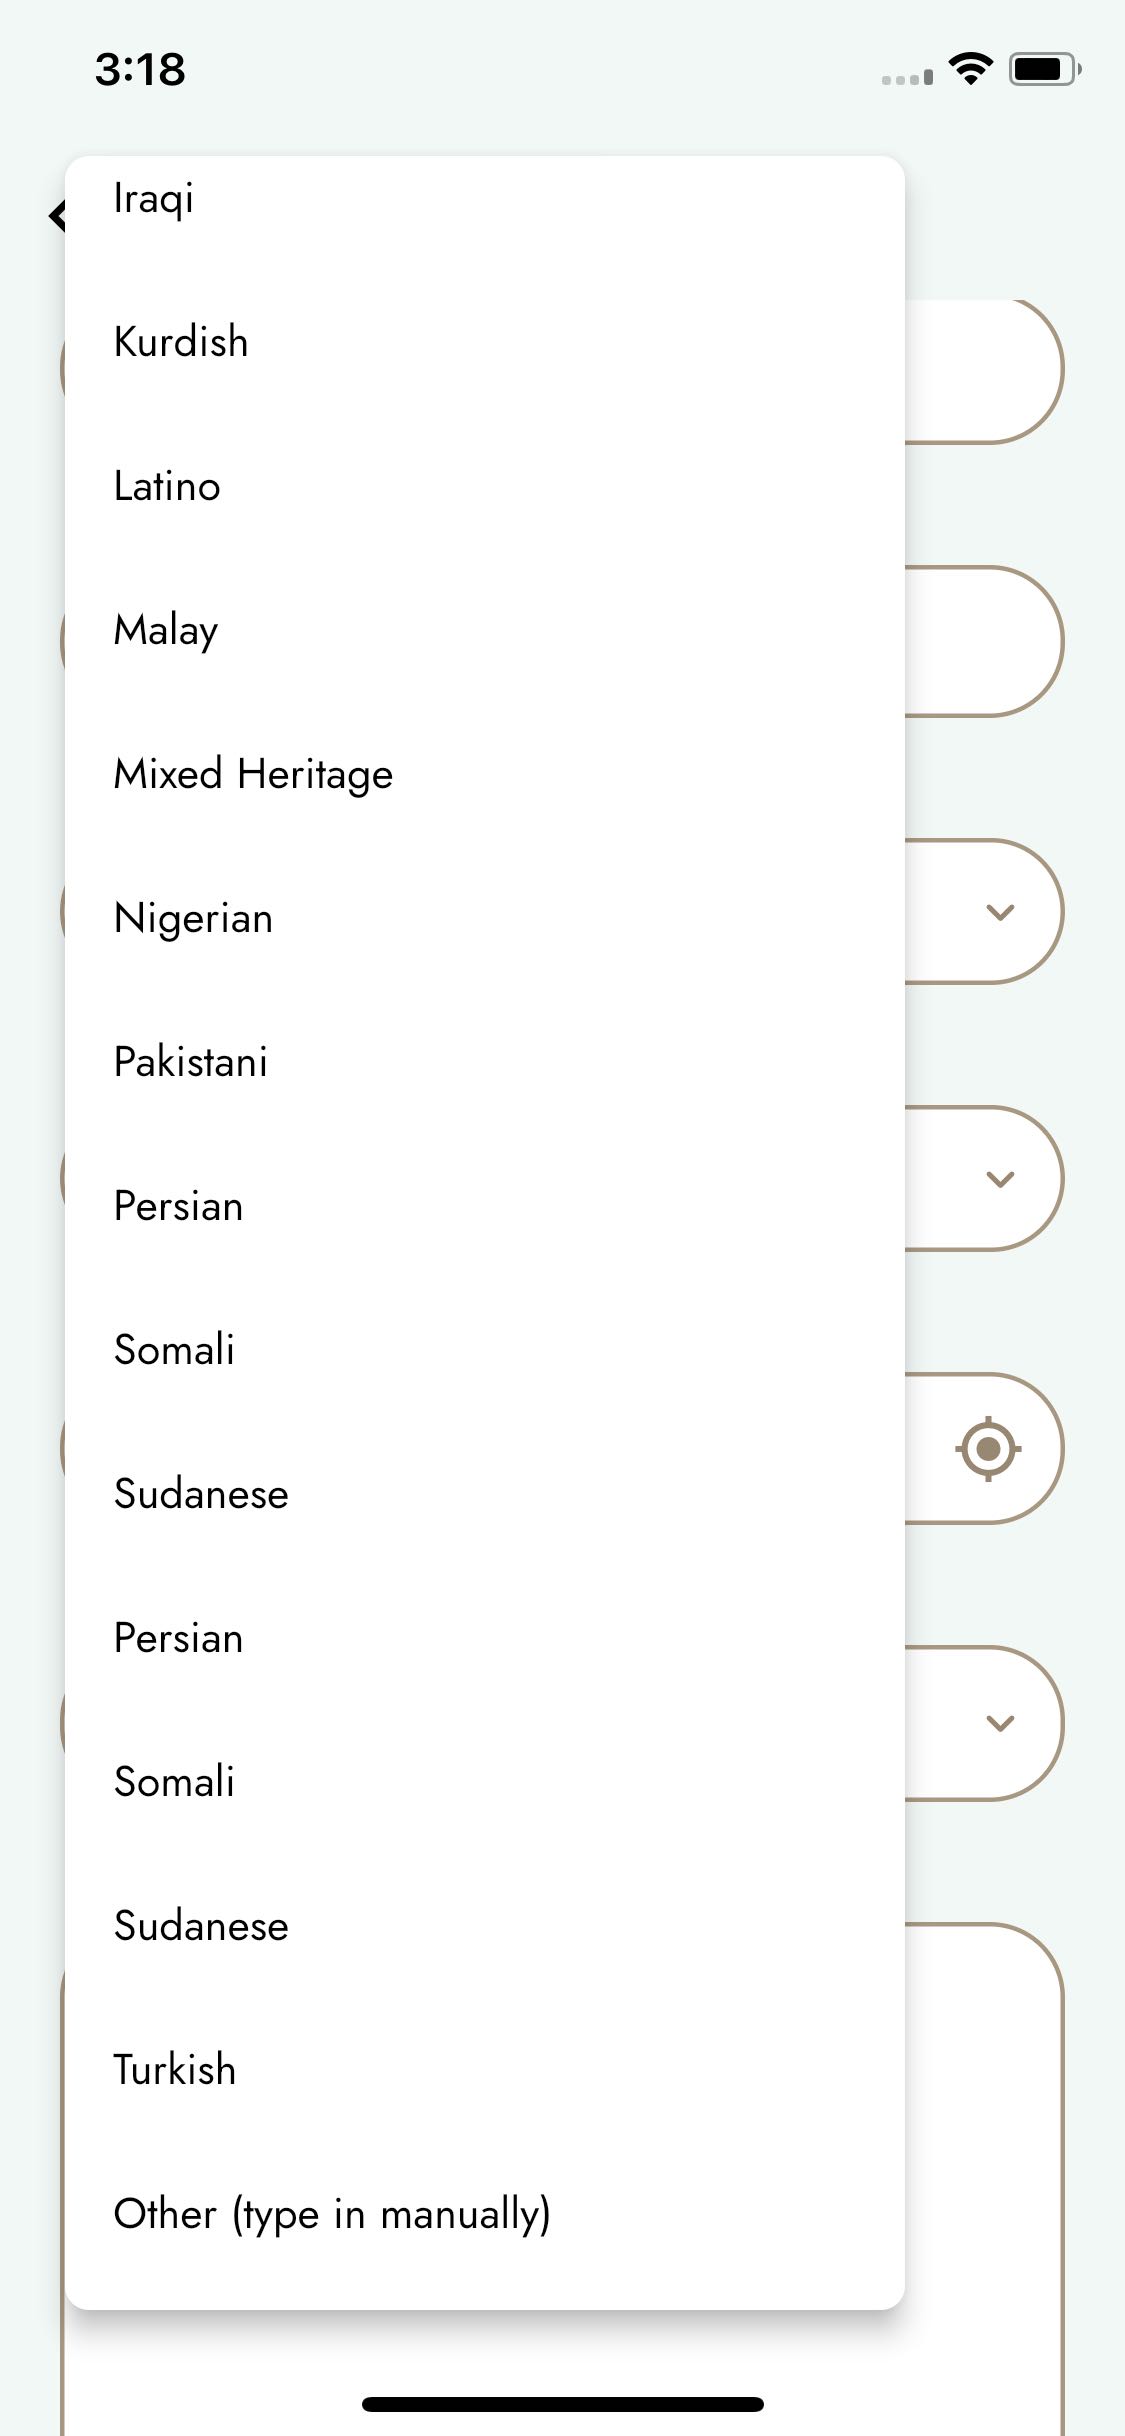 3:18
Iraqi
Kurdish
Latino
Malay
Mixed Heritage
Nigerian
Pakistani
Persian
Somali
Sudanese
Persian
Somali
Sudanese
Turkish
Other (type in manually)